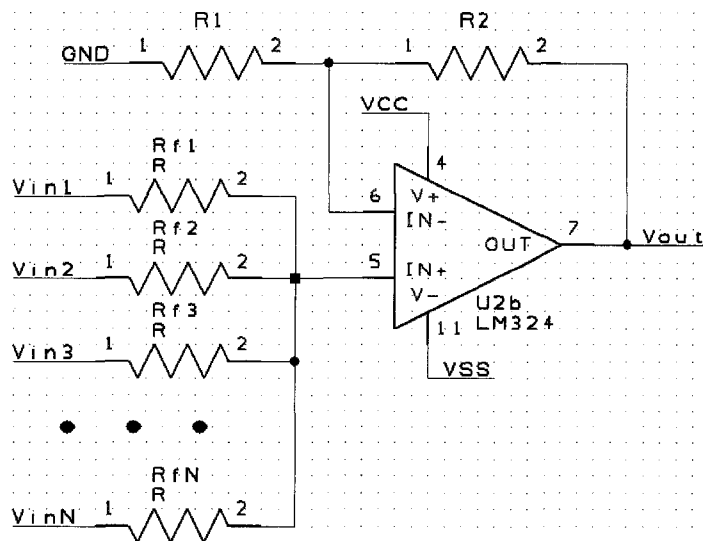 R1
R2
1
2
1
2
GND
VCC
4
Rf1
R
Vin1
1
2
6
V+
IN-
7
OUT
Vout
Rf2
R
Vin2
1
2
5
IN+
V-
U2b
LM324
11
VSS
Rf3
R
Vin3
1
2
RfN
R
VinN
1
2